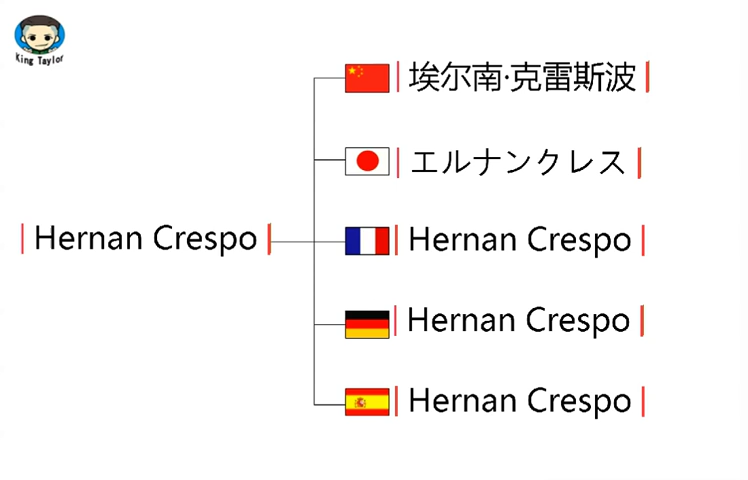 King Taylor
埃尔南·克雷斯波
エルナンクレス
Hernan Crespo
Hernan Crespo
Hernan Crespo
Hernan Crespo